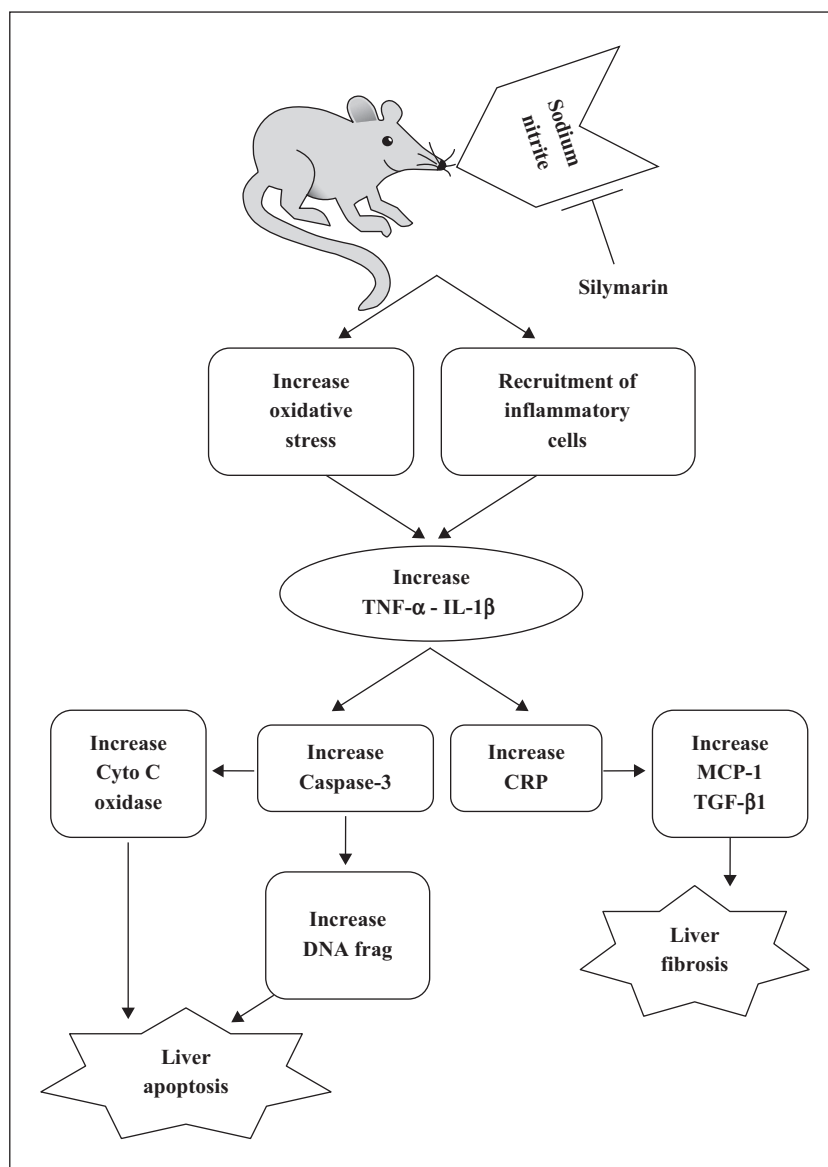 Sodium
nitrite
Silymarin
Increase
oxidative
stress
Recruitment of
inflammatory
cells
Increase
TNF-α - IL-1β
Increase
Cyto C
oxidase
Increase
Caspase-3
Increase
CRP
Increase
MCP-1
TGF-β1
Increase
DNA frag
Liver
fibrosis
Liver
apoptosis